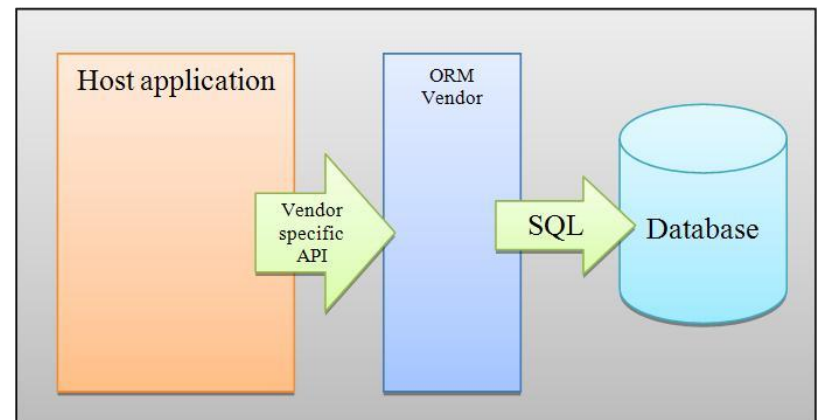 Host application
ORM
Vendor
Vendor
specific
API
SQL
Database